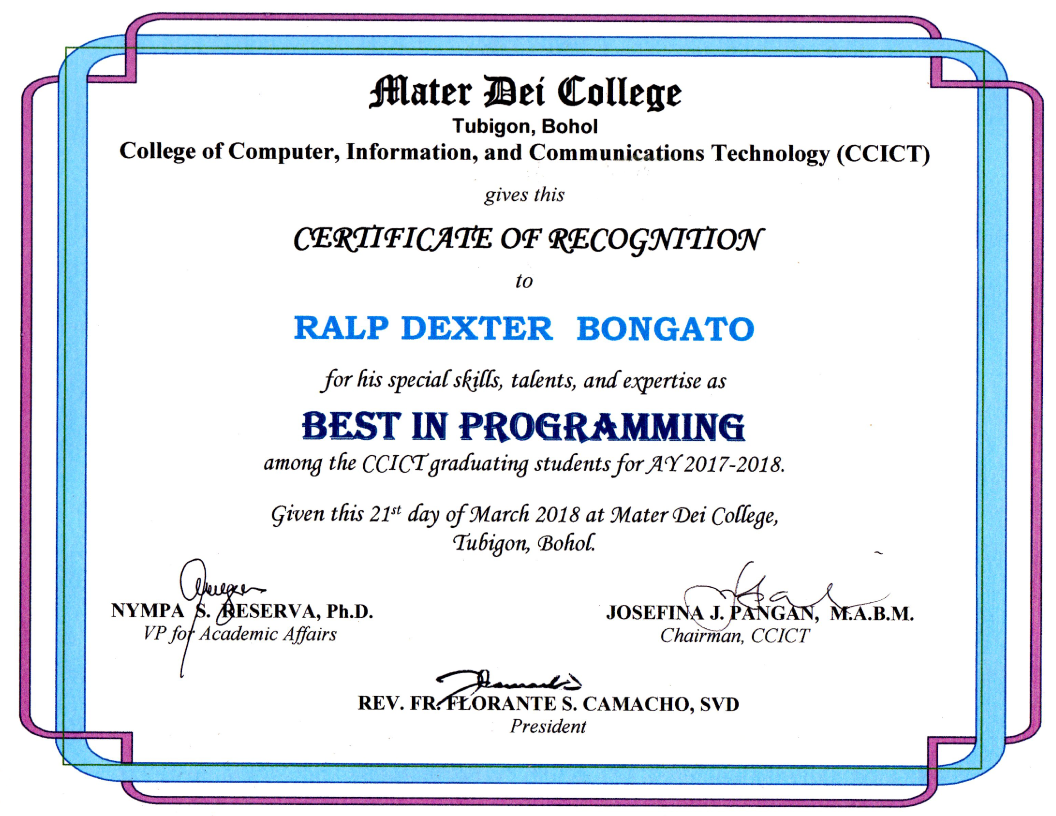 Mater Dei College
Tubigon, Bohol
College of Computer, Information, and Communications Technology (CCICT)
gives this
CERTIFICATE OF RECOGNITION
to
RALP DEXTER BONGATO
for his special skills, talents, and expertise as
BEST IN PROGRAMMING
among the CCICT graduating students for AY 2017-2018.
Given this 21st day of March 2018 at Mater Dei College,
Tubigon, Bohol.
NYMPA S. RESERVA, Ph.D.
VP for Academic Affairs
JOSEFINA J. PANGAN, M.A.B.M.
Chairman, CCICT
REV. FR. FLORANTE S. CAMACHO, SVD
President